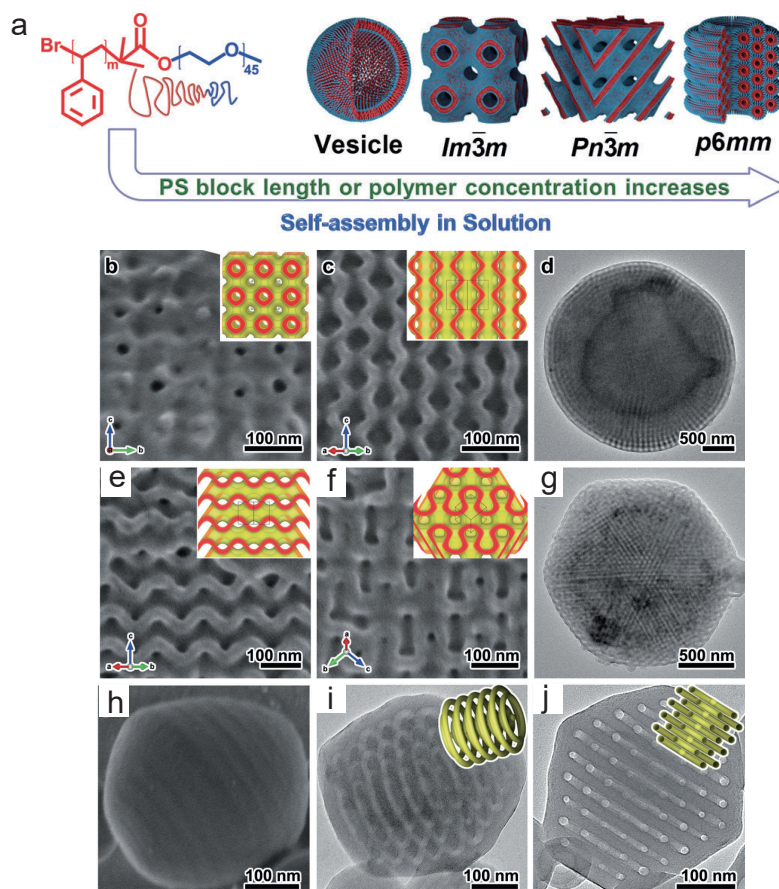 a
Br
m
O
O
O
45
Vesicle
Im3̅m
Pn3̅m
p6mm
PS block length or polymer concentration increases
Self-assembly in Solution
b
c
b
100 nm
c
c
a
b
100 nm
d
500 nm
e
c
a
b
100 nm
f
a
b
c
100 nm
g
500 nm
h
100 nm
i
100 nm
j
100 nm